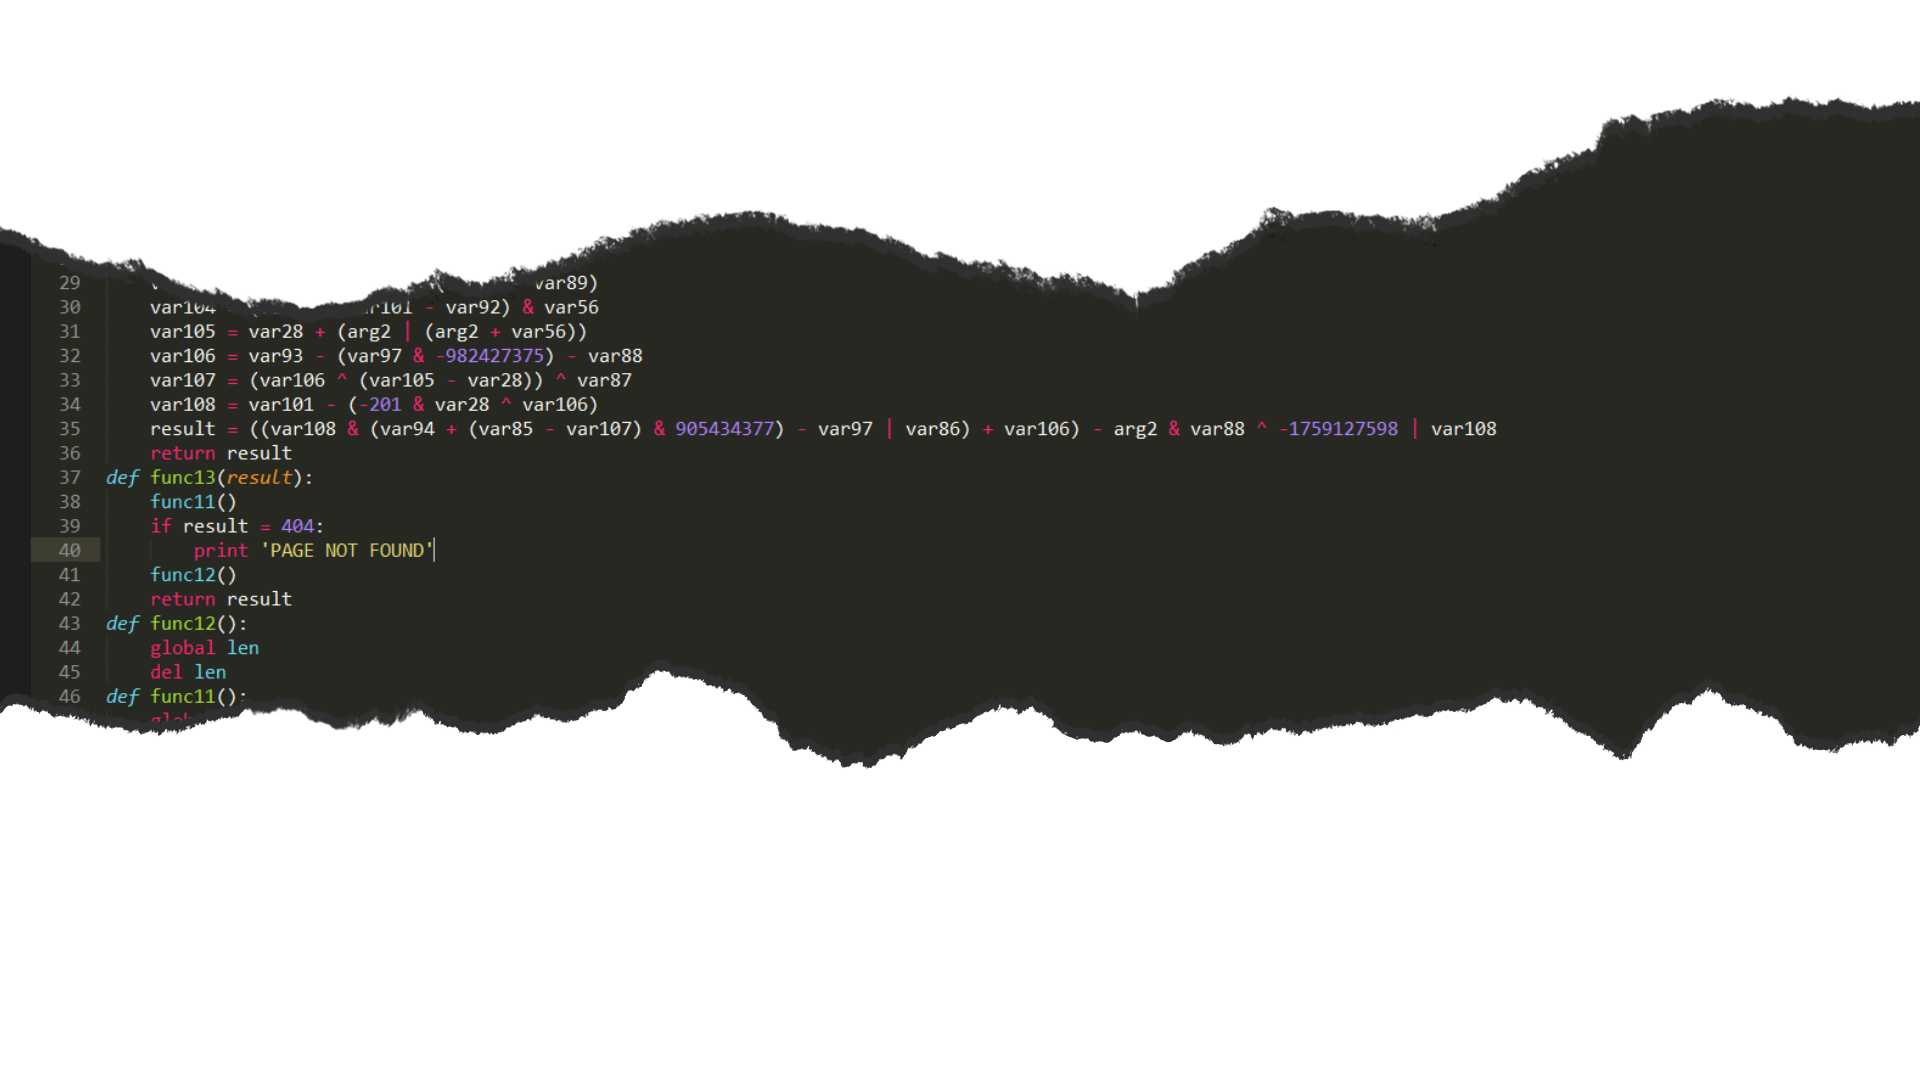 29 var89)
30 var104 = - var92) & var56
31 var105 = var28 + (arg2 | (arg2 + var56))
32 var106 = var93 - (var97 & -982427375) - var88
33 var107 = (var106 ^ (var105 - var28)) ^ var87
34 var108 = var101 - (-201 & var28 ^ var106)
35 result = ((var108 & (var94 + (var85 - var107) & 905434377) - var97 | var86) + var106) - arg2 & var88 ^ -1759127598 | var108
36 return result
37 def func13(result):
38 func11()
39 if result = 404:
40 print 'PAGE NOT FOUND'
41 func12()
42 return result
43 def func12():
44 global len
45 del len
46 def func11():